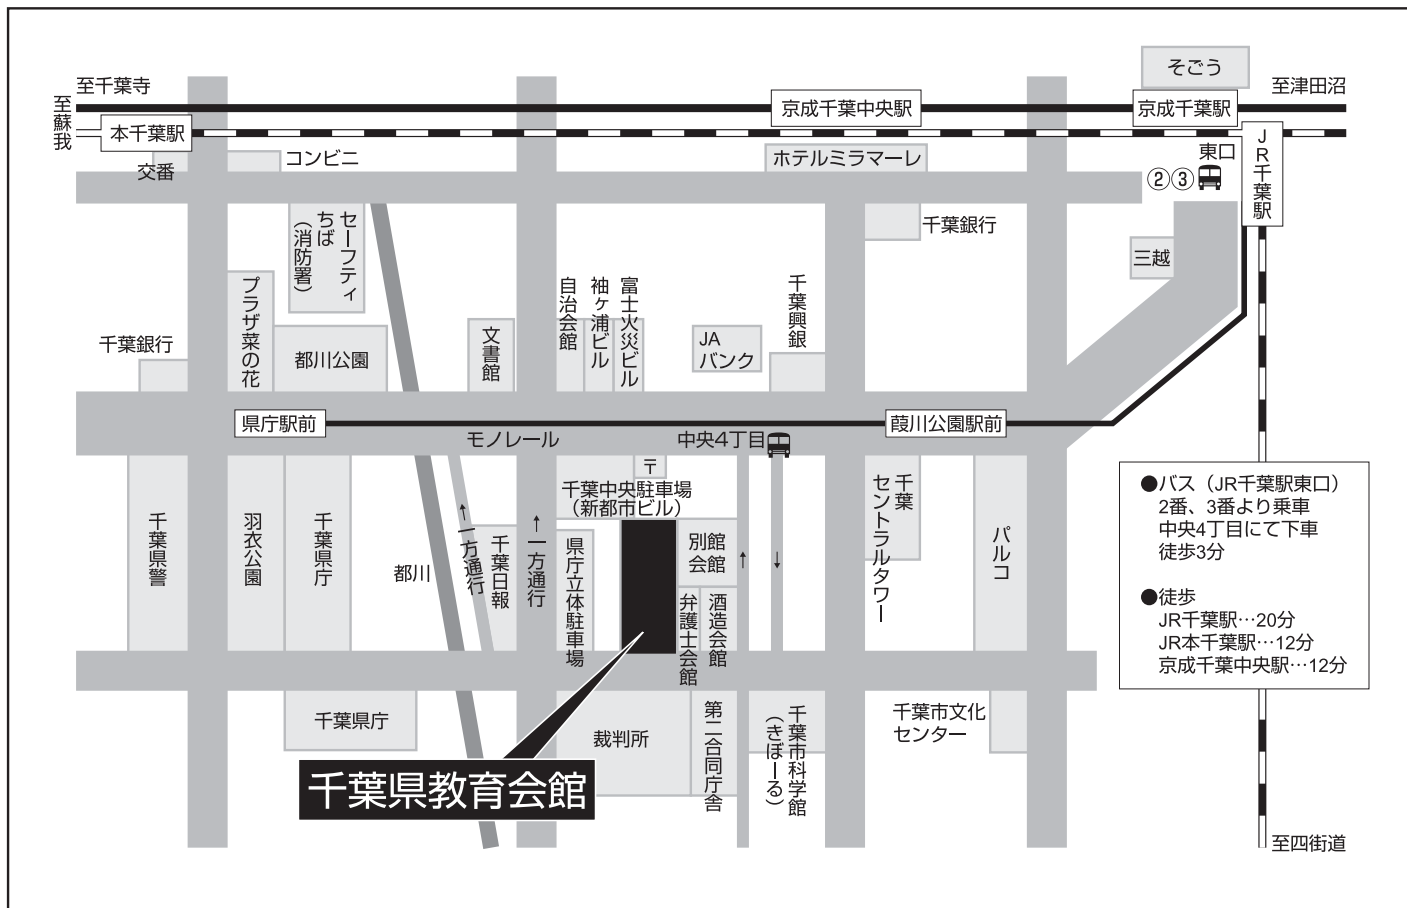 そごう
至千葉寺
京成千葉中央駅
京成千葉駅
至津田沼
至蘇我
本千葉駅
JR千葉駅
交番
コンビニ
ホテルミラマーレ
東口
②③
セーフティ
ちば
（消防署）
千葉銀行
三越
プラザ菜の花
自治会館
袖ヶ浦ビル
富士火災ビル
千葉興銀
千葉銀行
都川公園
文書館
JA
バンク
県庁駅前
葭川公園駅前
モノレール
中央4丁目
〒
千葉中央駐車場
（新都市ビル）
千葉
セントラルタワー
パルコ
千葉県警
羽衣公園
千葉県庁
都川
←一方通行
千葉日報
←一方通行
県庁立体駐車場
別館
会館
弁護士会館
酒造会館
↑
↓
●バス（JR千葉駅東口）
2番、3番より乗車
中央4丁目にて下車
徒歩3分
●徒歩
JR千葉駅…20分
JR本千葉駅…12分
京成千葉中央駅…12分
千葉県庁
裁判所
第二合同庁舎
千葉市科学館
（きぼーる）
千葉市文化
センター
千葉県教育会館
至四街道